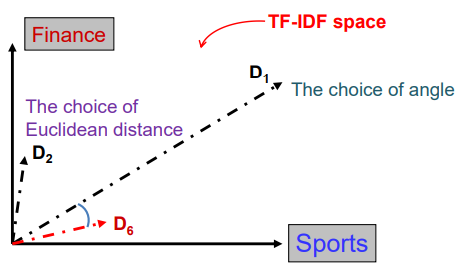 TF-IDF space
Finance
D1
The choice of angle
The choice of
Euclidean distance
D2
D6
Sports